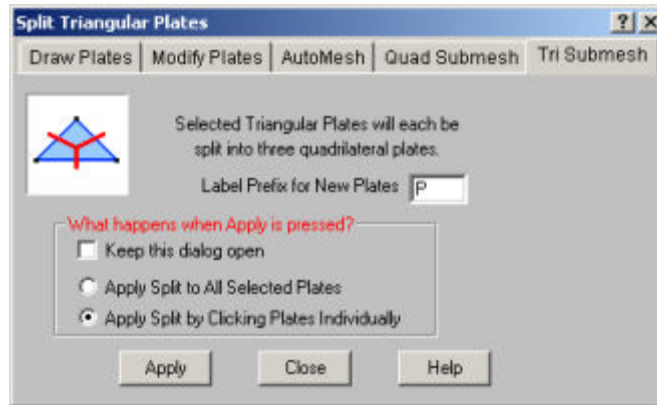 Split Triangular Plates
Draw Plates Modify Plates AutoMesh Quad Submesh Tri Submesh
Selected Triangular Plates will each be
split into three quadrilateral plates.
Label Prefix for New Plates P
What happens when Apply is pressed?
Keep this dialog open
Apply Split to All Selected Plates
Apply Split by Clicking Plates Individually
Apply Close Help